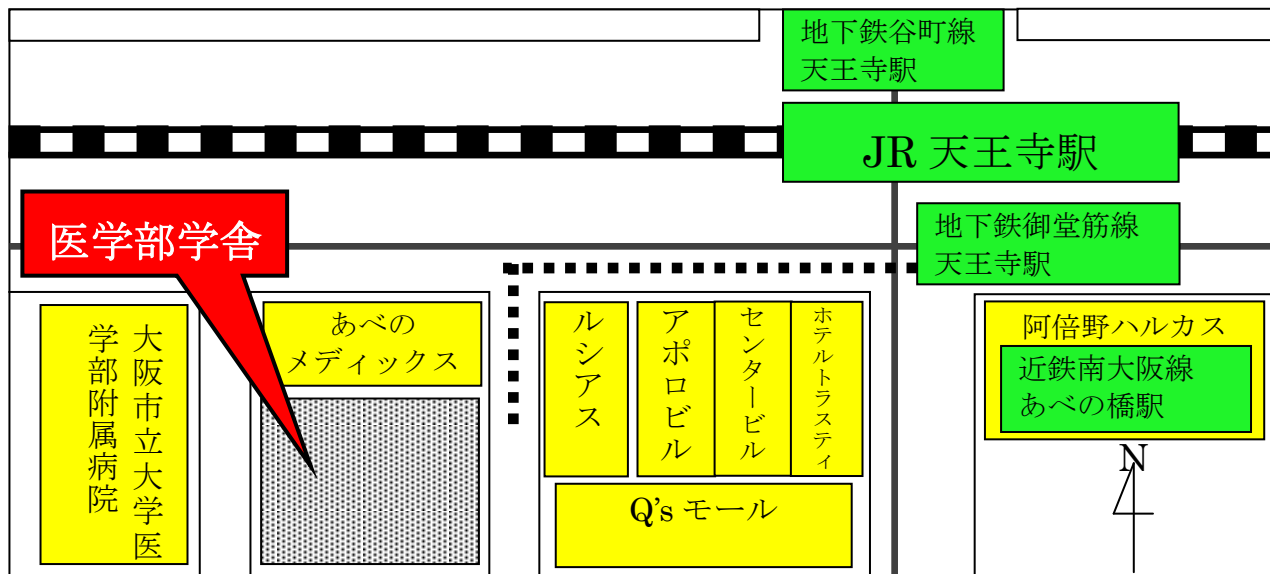 地下鉄谷町線
天王寺駅
JR 天王寺駅
医学部学舎
地下鉄御堂筋線
天王寺駅
大阪市立大学医
学部附属病院
あべの
メディックス
ルシアス
アポロビル
センタービル
ホテルトラスティ
阿倍野ハルカス
近鉄南大阪線
あべの橋駅
Q’s モール
N